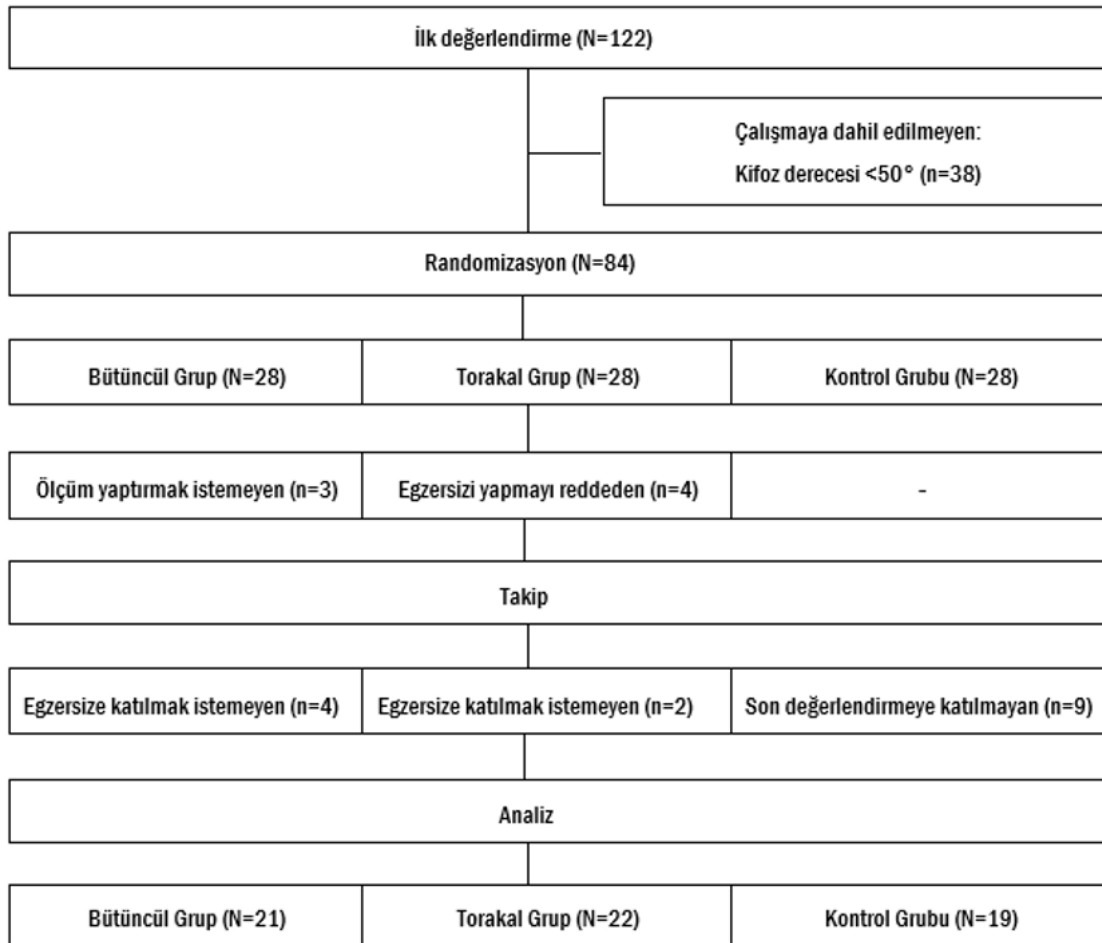 İlk değerlendirme (N=122)
Çalışmaya dahil edilmeyen:
Kifoz derecesi <50° (n=38)
Randomizasyon (N=84)
Bütüncül Grup (N=28)
Torakal Grup (N=28)
Kontrol Grubu (N=28)
Ölçüm yaptırmak istemeyen (n=3)
Egzersizi yapmayı reddeden (n=4)
-
Takip
Egzersize katılmak istemeyen (n=4)
Egzersize katılmak istemeyen (n=2)
Son değerlendirmeye katılmayan (n=9)
Analiz
Bütüncül Grup (N=21)
Torakal Grup (N=22)
Kontrol Grubu (N=19)